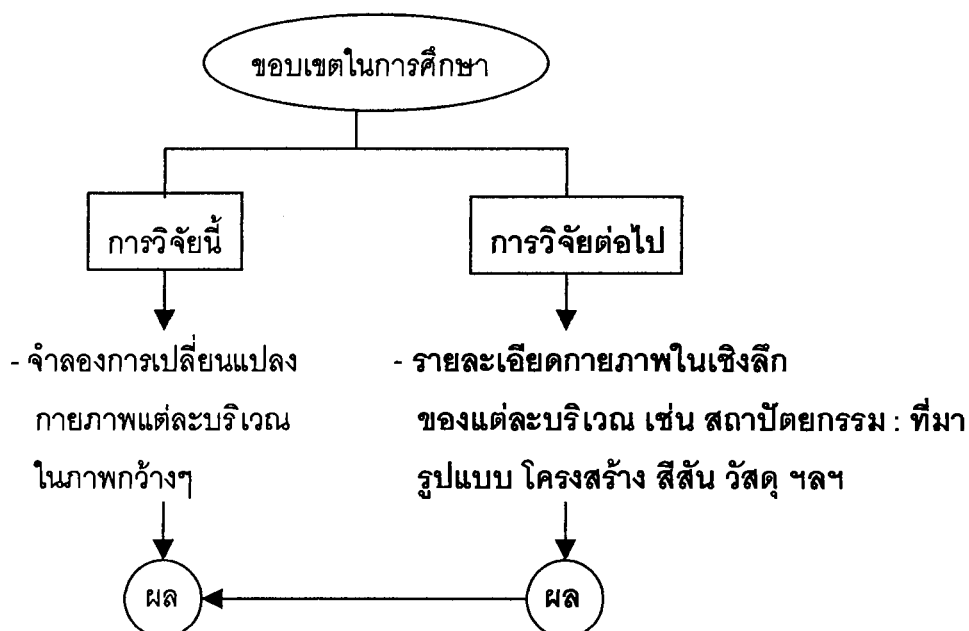 ขอบเขตในการศึกษา
การวิจัยนี้
การวิจัยต่อไป
- จำลองการเปลี่ยนแปลง
กายภาพแต่ละบริเวณ
ในภาพกว้างๆ
- รายละเอียดกายภาพในเชิงลึก
ของแต่ละบริเวณ เช่น สถาปัตยกรรม : ที่มา
รูปแบบ โครงสร้าง สีสัน วัสดุ ฯลฯ
ผล
ผล